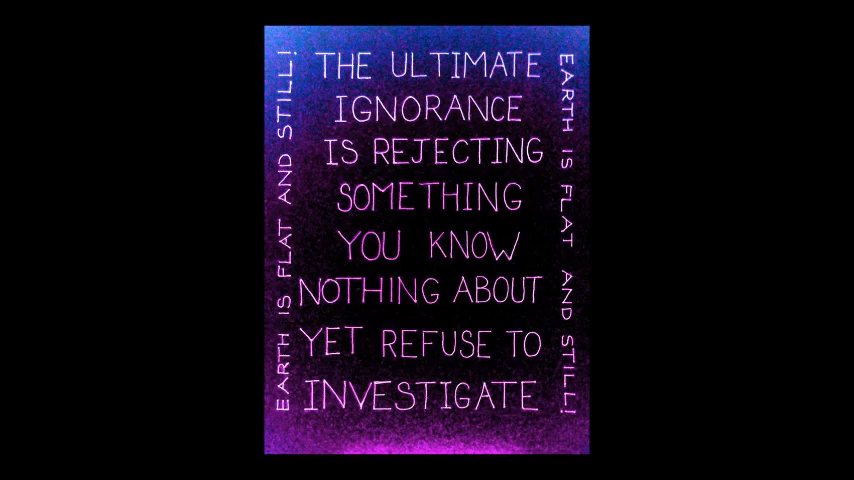 THE ULTIMATE
IGNORANCE
IS REJECTING
SOMETHING
YOU KNOW
NOTHING ABOUT
YET REFUSE TO
INVESTIGATE
EARTH IS FLAT AND STILL!
EARTH IS FLAT AND STILL!